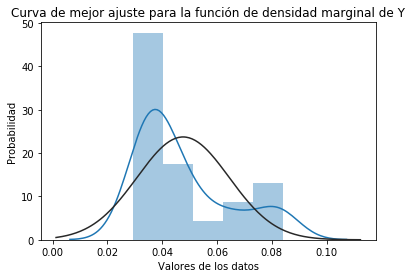 Curva de mejor ajuste para la función de densidad marginal de Y
Probabilidad
50
40
30
20
10
0
0.00 0.02 0.04 0.06 0.08 0.10
Valores de los datos